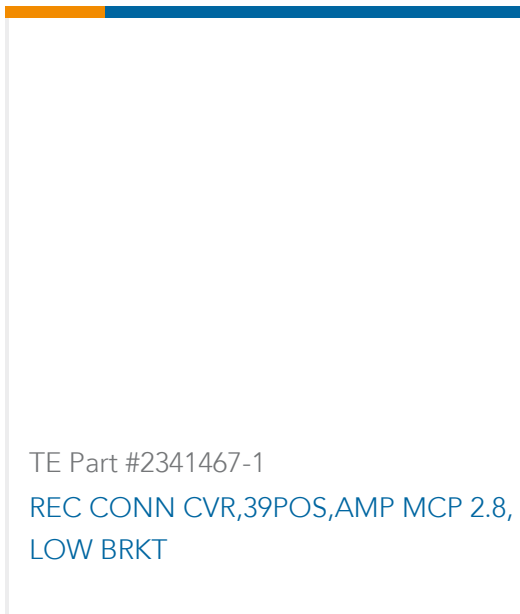 TE Part #2341467-1
REC CONN CVR,39POS,AMP MCP 2.8,
LOW BRKT